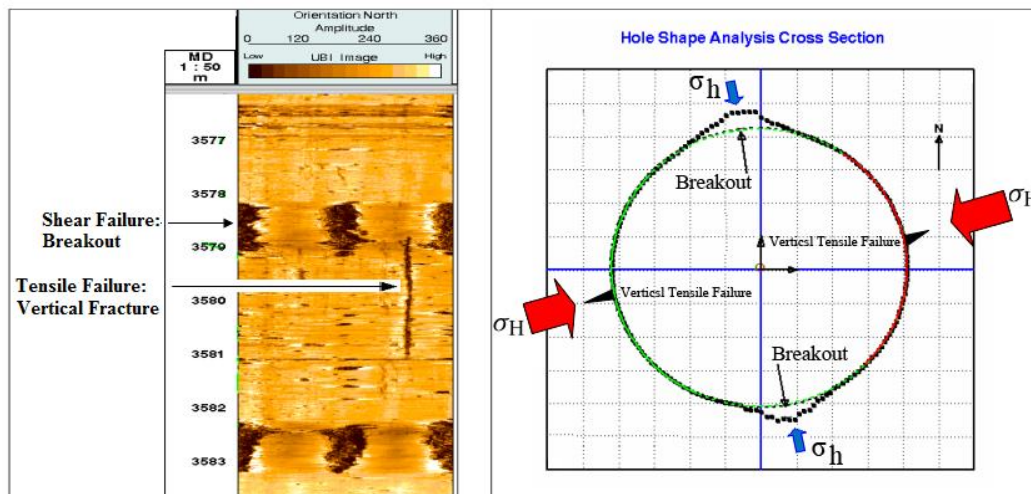 Orientation North
Amplitude
0 120 240 360
Low UBI Image High
MD
1 : 50
m
3577
3578
Shear Failure:
Breakout
3579
Tensile Failure:
Vertical Fracture
3580
3581
3582
3583
Hole Shape Analysis Cross Section
σh
N
Breakout
σH
Verticsl Tensile Failure
Verticsl Tensile Failure
σH
Breakout
σh